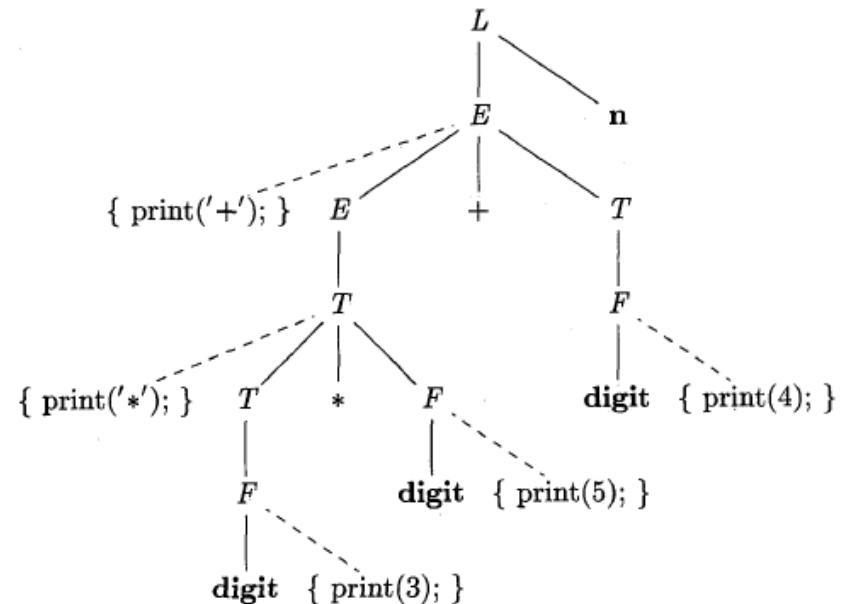 L
E n
{ print('+'); } E + T
T F
{ print('*'); } T * F digit { print(4); }
F digit { print(5); }
digit { print(3); }